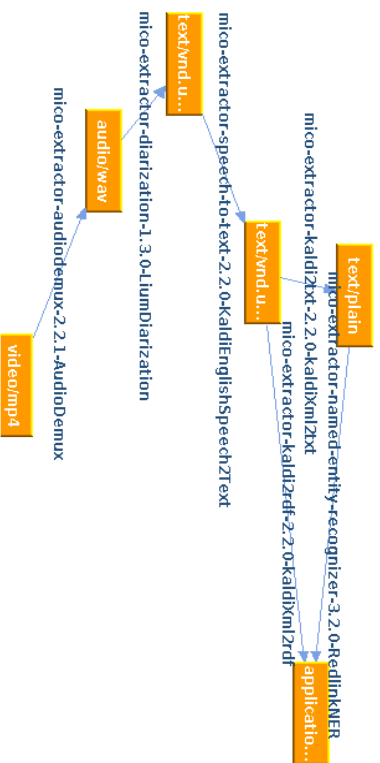 video/mp4
mico-extractor-audiodemux-2.2.1-AudioDemux
audio/wav
mico-extractor-diarization-1.3.0-LiumDiarization
text/vnd.u...
mico-extractor-speech-to-text-2.2.0-KaldiEnglishSpeech2Text
text/vnd.u...
mico-extractor-kaldi2txt-2.2.0-kaldiXml2txt
text/plain
mico-extractor-named-entity-recognizer-3.2.0-RedlinkNER
mico-extractor-kaldi2rdf-2.2.0-kaldiXml2rdf
applicatio...